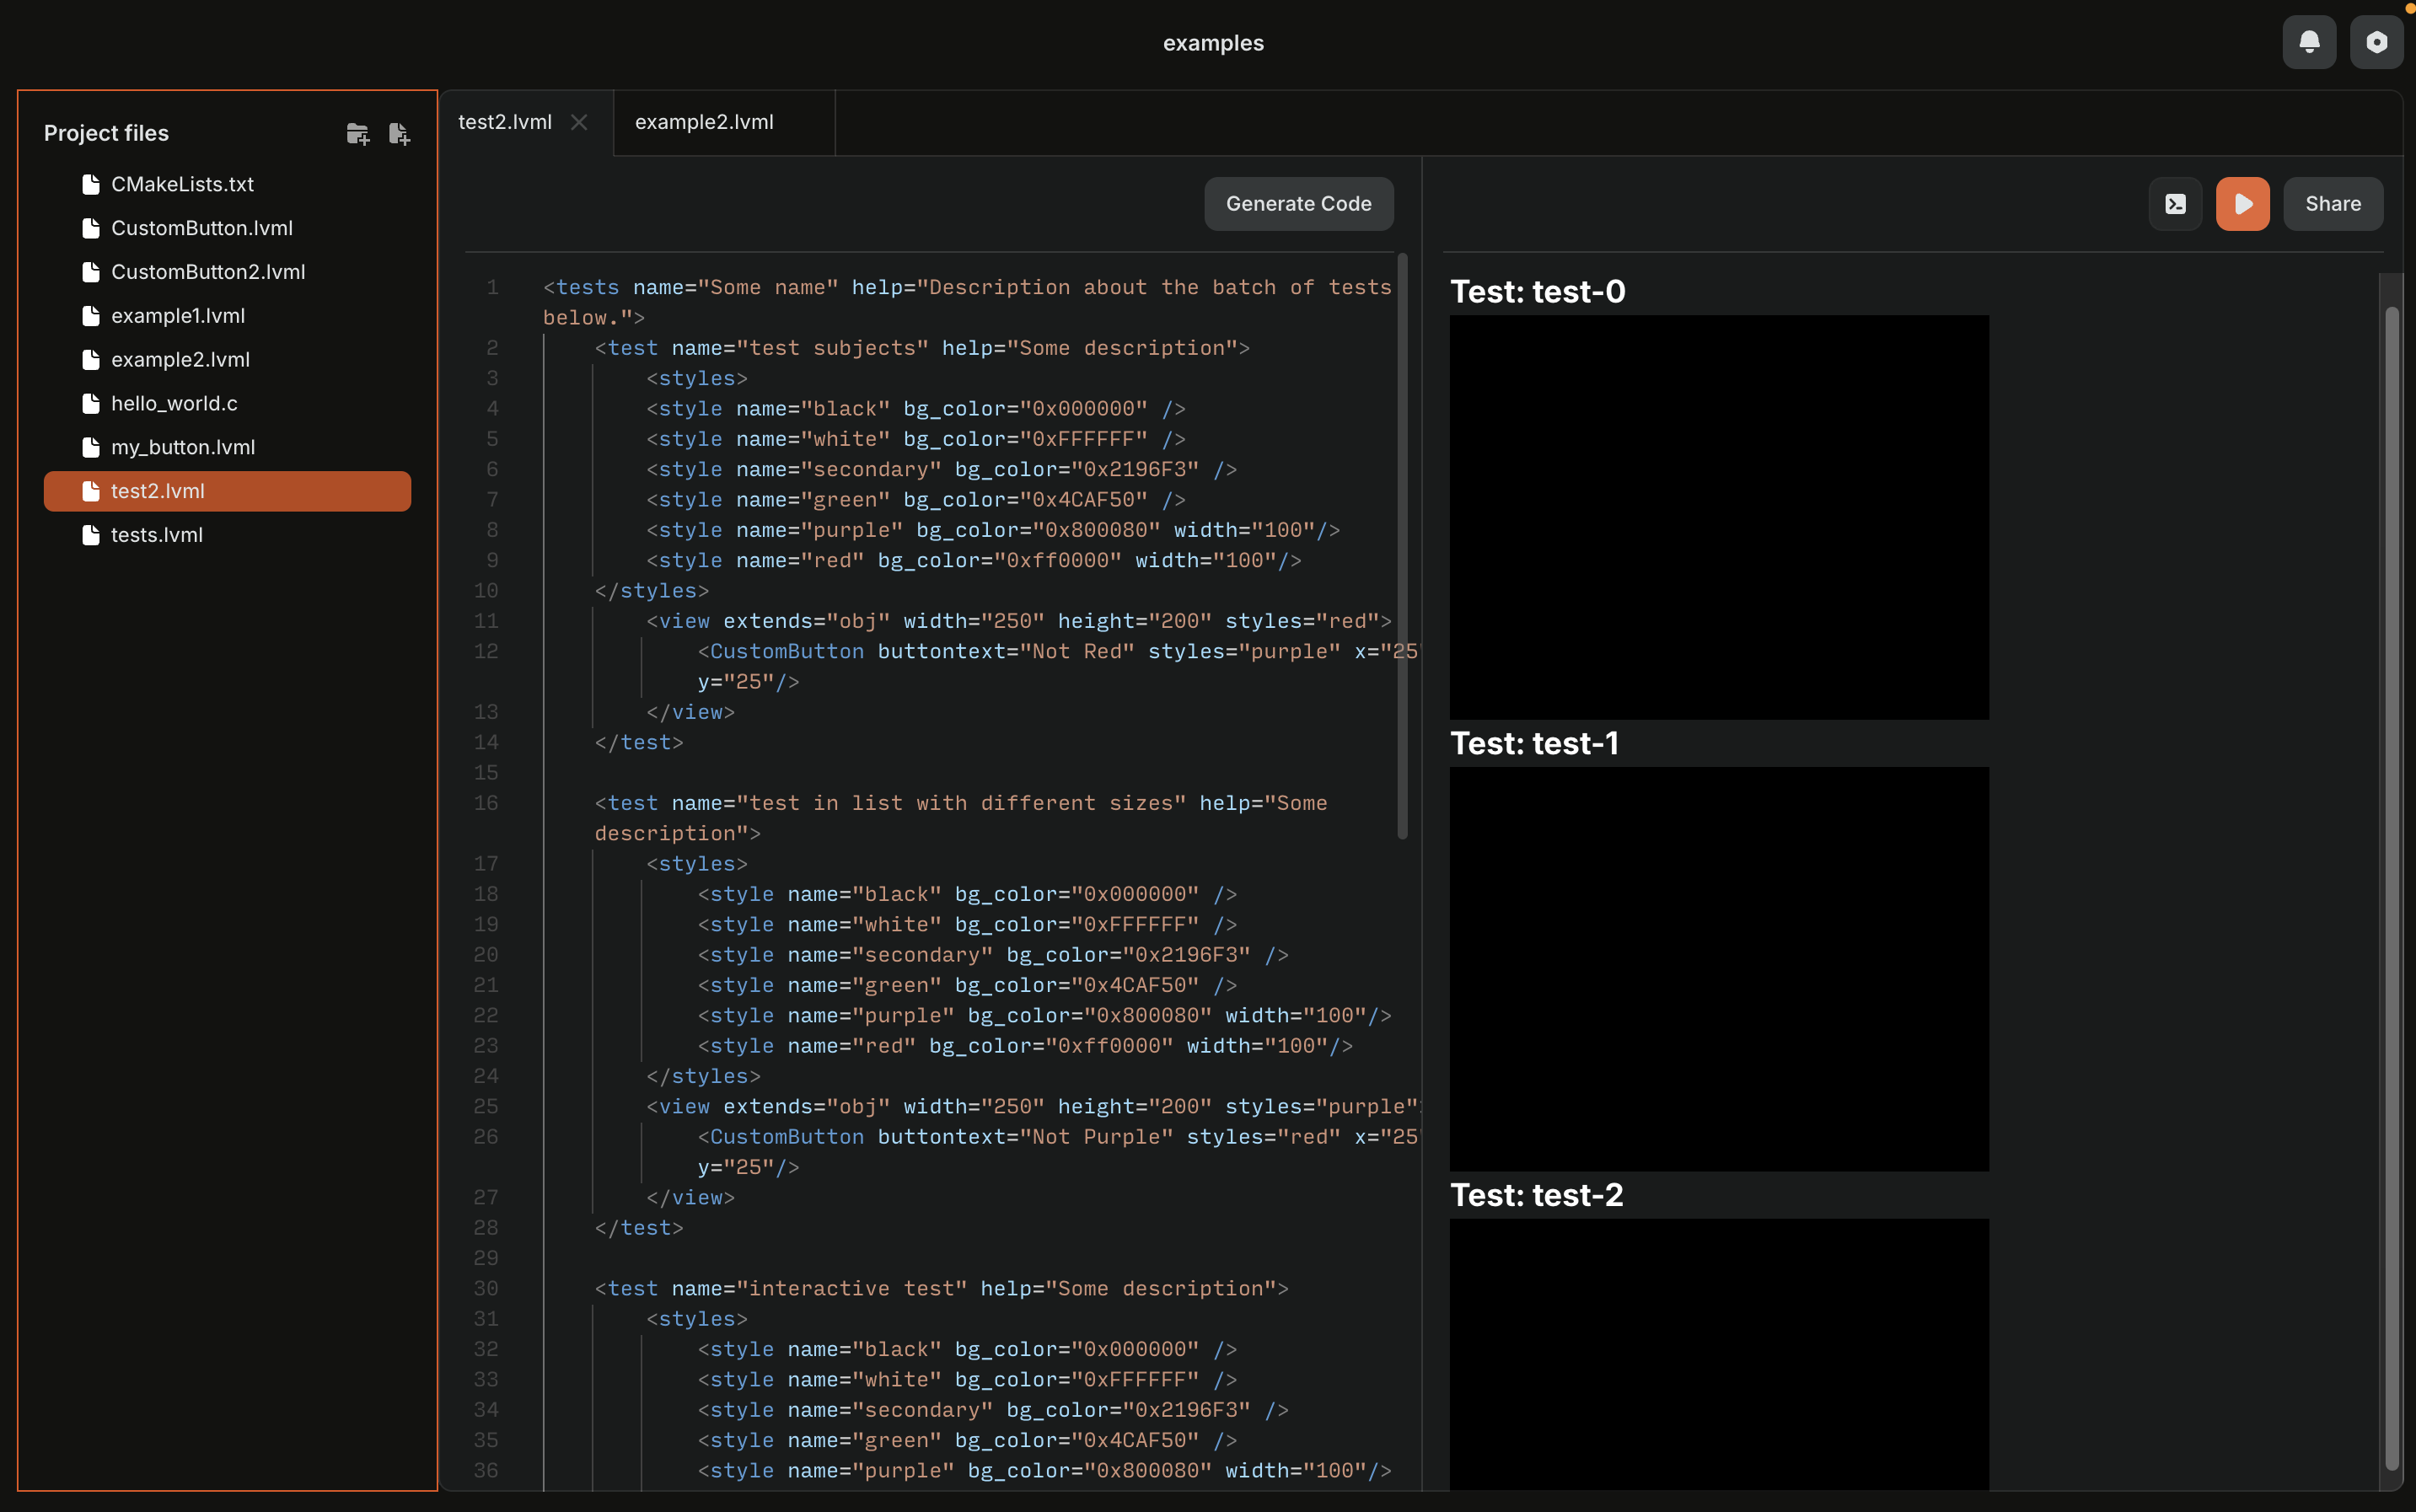 examples
Project files
CMakeLists.txt
CustomButton.lvml
CustomButton2.lvml
example1.lvml
example2.lvml
hello_world.c
my_button.lvml
test2.lvml
tests.lvml
test2.lvml
example2.lvml
Generate Code
Share
1 <tests name="Some name" help="Description about the batch of tests
below.">
2 <test name="test subjects" help="Some description">
3 <styles>
4 <style name="black" bg_color="0x000000" />
5 <style name="white" bg_color="0xFFFFFF" />
6 <style name="secondary" bg_color="0x2196F3" />
7 <style name="green" bg_color="0x4CAF50" />
8 <style name="purple" bg_color="0x800080" width="100"/>
9 <style name="red" bg_color="0xff0000" width="100"/>
10 </styles>
11 <view extends="obj" width="250" height="200" styles="red">
12 <CustomButton buttontext="Not Red" styles="purple" x="25"
y="25"/>
13 </view>
14 </test>
15
16 <test name="test in list with different sizes" help="Some
description">
17 <styles>
18 <style name="black" bg_color="0x000000" />
19 <style name="white" bg_color="0xFFFFFF" />
20 <style name="secondary" bg_color="0x2196F3" />
21 <style name="green" bg_color="0x4CAF50" />
22 <style name="purple" bg_color="0x800080" width="100"/>
23 <style name="red" bg_color="0xff0000" width="100"/>
24 </styles>
25 <view extends="obj" width="250" height="200" styles="purple">
26 <CustomButton buttontext="Not Purple" styles="red" x="25"
y="25"/>
27 </view>
28 </test>
29
30 <test name="interactive test" help="Some description">
31 <styles>
32 <style name="black" bg_color="0x000000" />
33 <style name="white" bg_color="0xFFFFFF" />
34 <style name="secondary" bg_color="0x2196F3" />
35 <style name="green" bg_color="0x4CAF50" />
36 <style name="purple" bg_color="0x800080" width="100"/>
Test: test-0
Test: test-1
Test: test-2